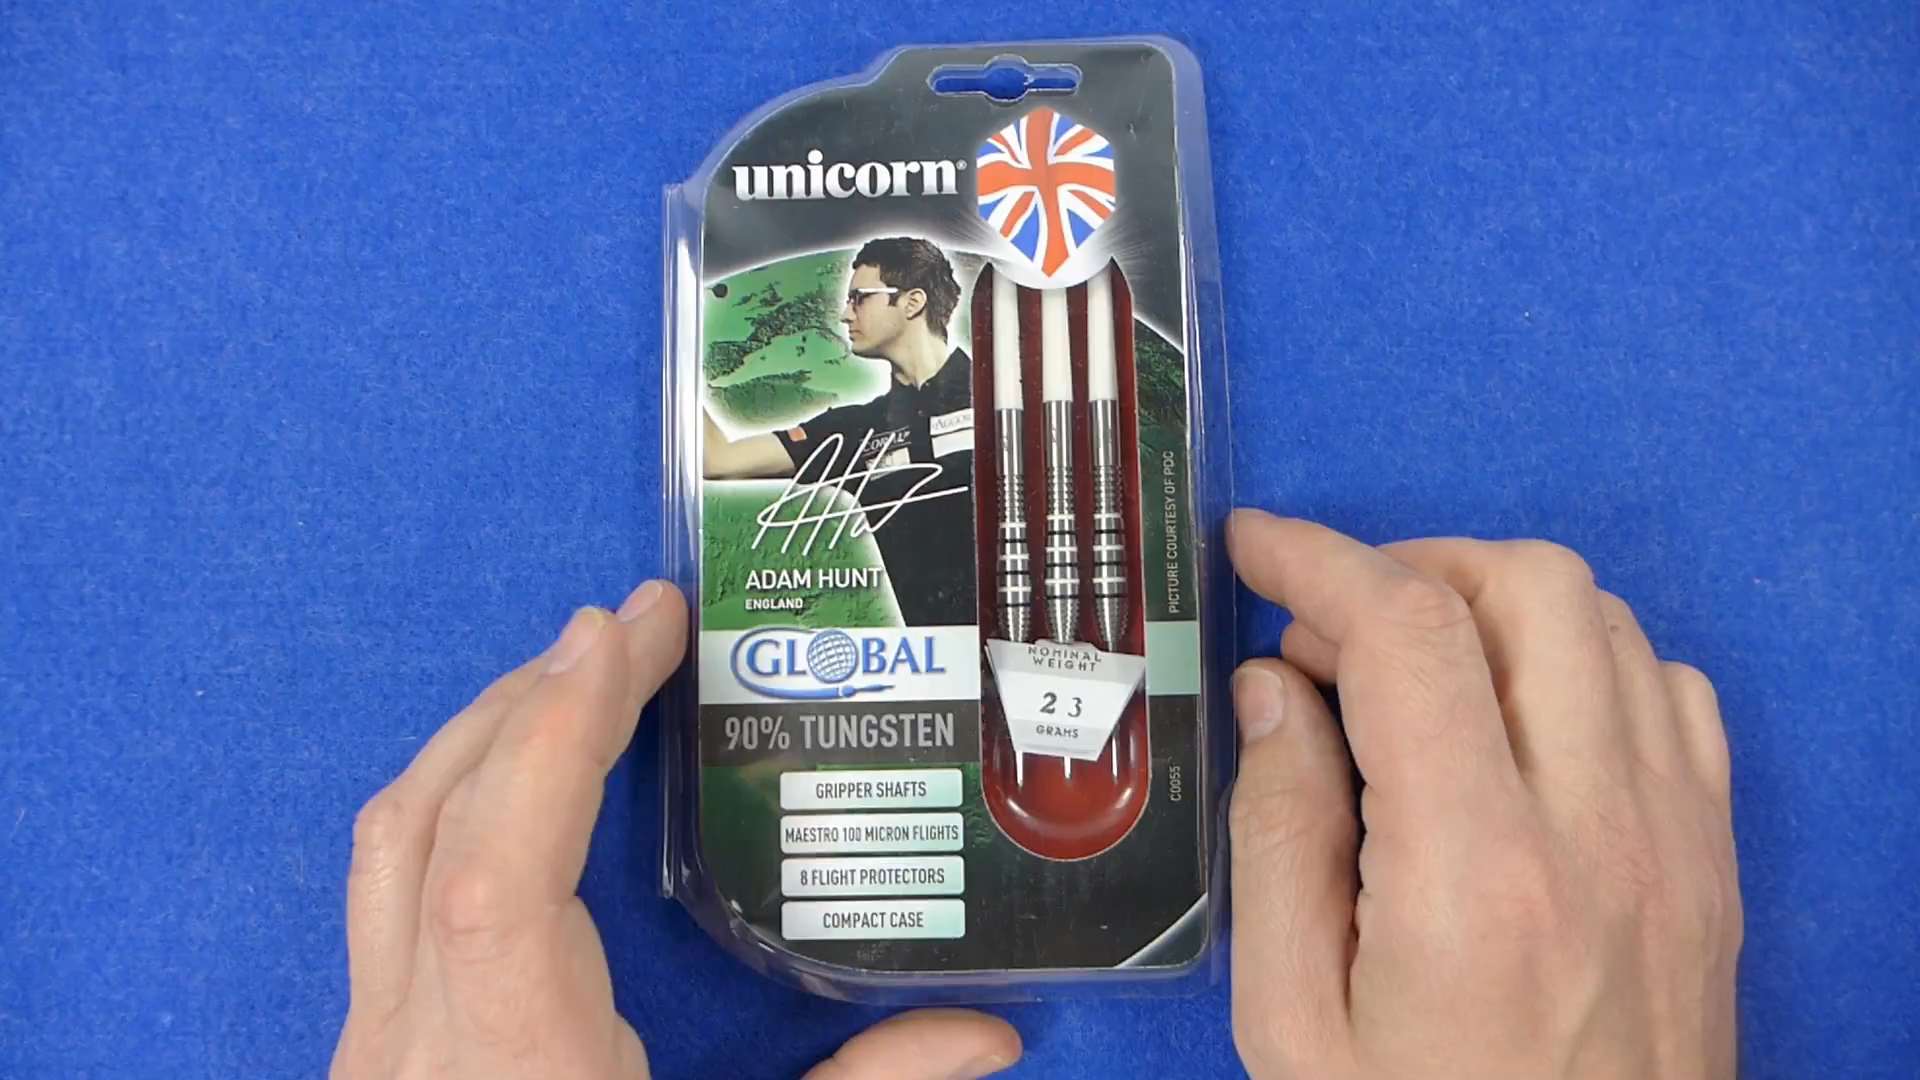 unicorn®
CORAL
ADAM HUNT
ENGLAND
GLOBAL
90% TUNGSTEN
GRIPPER SHAFTS
MAESTRO 100 MICRON FLIGHTS
8 FLIGHT PROTECTORS
COMPACT CASE
NOMINAL
WEIGHT
23
GRAMS
PICTURE COURTESY OF PDC
C0055